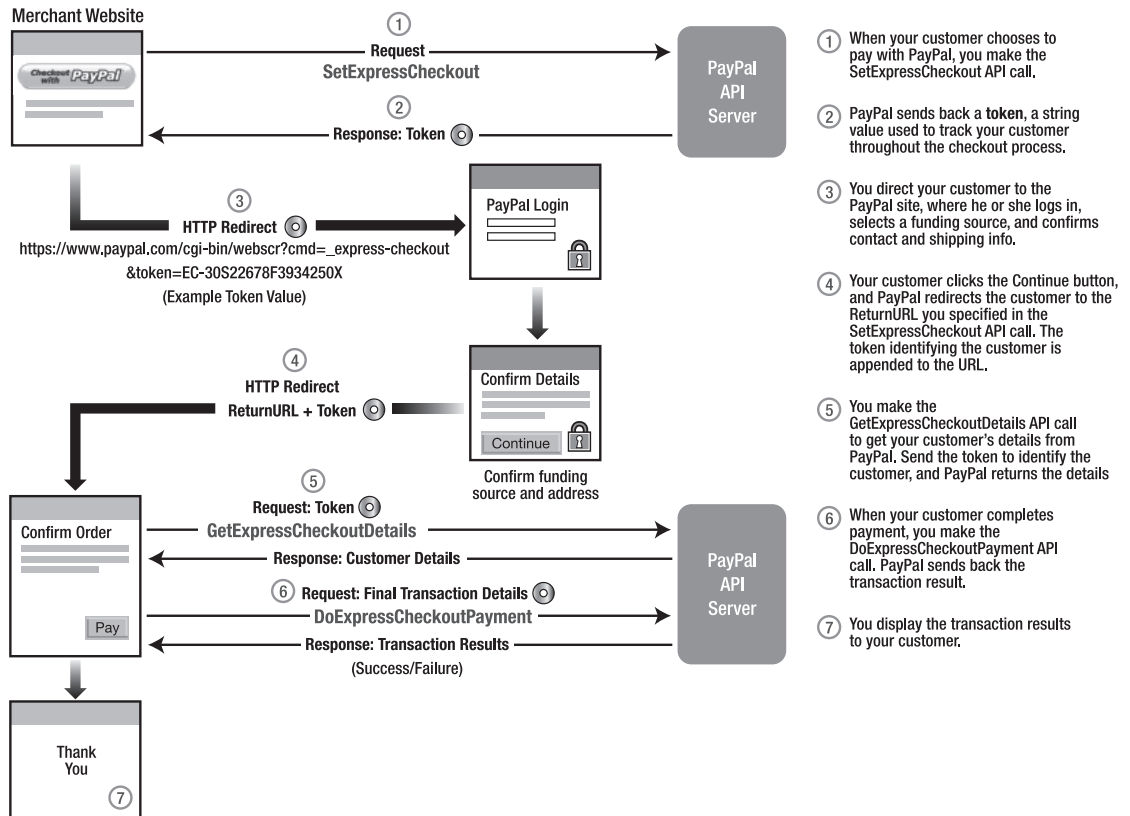 Merchant Website
Checkout with PayPal
1
Request
SetExpressCheckout
PayPal
API
Server
2
Response: Token
3
HTTP Redirect
https://www.paypal.com/cgi-bin/webscr?cmd=_express-checkout
&token=EC-30S22678F3934250X
(Example Token Value)
PayPal Login
4
HTTP Redirect
ReturnURL + Token
Confirm Details
Continue
Confirm funding
source and address
5
Request: Token
GetExpressCheckoutDetails
Response: Customer Details
Confirm Order
Pay
6
Request: Final Transaction Details
DoExpressCheckoutPayment
Response: Transaction Results
(Success/Failure)
PayPal
API
Server
Thank
You
7
1 When your customer chooses to
pay with PayPal, you make the
SetExpressCheckout API call.
2 PayPal sends back a token, a string
value used to track your customer
throughout the checkout process.
3 You direct your customer to the
PayPal site, where he or she logs in,
selects a funding source, and confirms
contact and shipping info.
4 Your customer clicks the Continue button,
and PayPal redirects the customer to the
ReturnURL you specified in the
SetExpressCheckout API call. The
token identifying the customer is
appended to the URL.
5 You make the
GetExpressCheckoutDetails API call
to get your customer's details from
PayPal. Send the token to identify the
customer, and PayPal returns the details
6 When your customer completes
payment, you make the
DoExpressCheckoutPayment API
call. PayPal sends back the
transaction result.
7 You display the transaction results
to your customer.